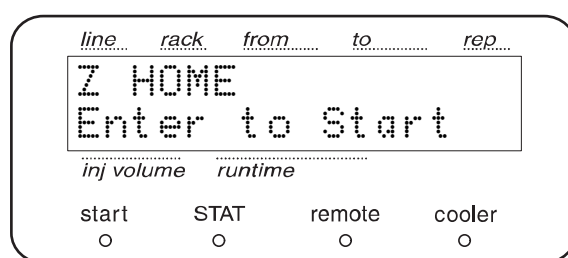 line rack from to rep
Z HOME
Enter to Start
inj volume runtime
start STAT remote cooler